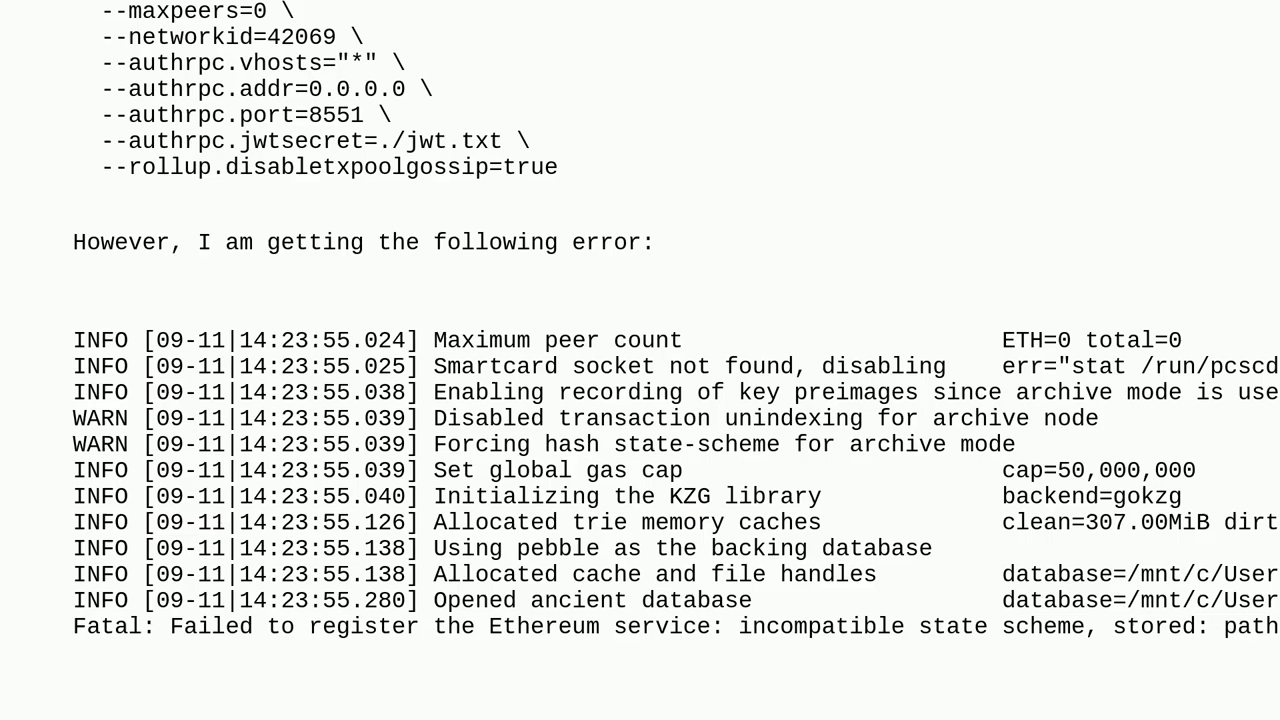 --maxpeers=0 \
--networkid=42069 \
--authrpc.vhosts="*" \
--authrpc.addr=0.0.0.0 \
--authrpc.port=8551 \
--authrpc.jwtsecret=./jwt.txt \
--rollup.disabletxpoolgossip=true
However, I am getting the following error:
INFO [09-11|14:23:55.024] Maximum peer count                       ETH=0 total=0
INFO [09-11|14:23:55.025] Smartcard socket not found, disabling    err="stat /run/pcscd
INFO [09-11|14:23:55.038] Enabling recording of key preimages since archive mode is use
WARN [09-11|14:23:55.039] Disabled transaction unindexing for archive node
WARN [09-11|14:23:55.039] Forcing hash state-scheme for archive mode
INFO [09-11|14:23:55.039] Set global gas cap                       cap=50,000,000
INFO [09-11|14:23:55.040] Initializing the KZG library             backend=gokzg
INFO [09-11|14:23:55.126] Allocated trie memory caches             clean=307.00MiB dirt
INFO [09-11|14:23:55.138] Using pebble as the backing database
INFO [09-11|14:23:55.138] Allocated cache and file handles         database=/mnt/c/User
INFO [09-11|14:23:55.280] Opened ancient database                  database=/mnt/c/User
Fatal: Failed to register the Ethereum service: incompatible state scheme, stored: path